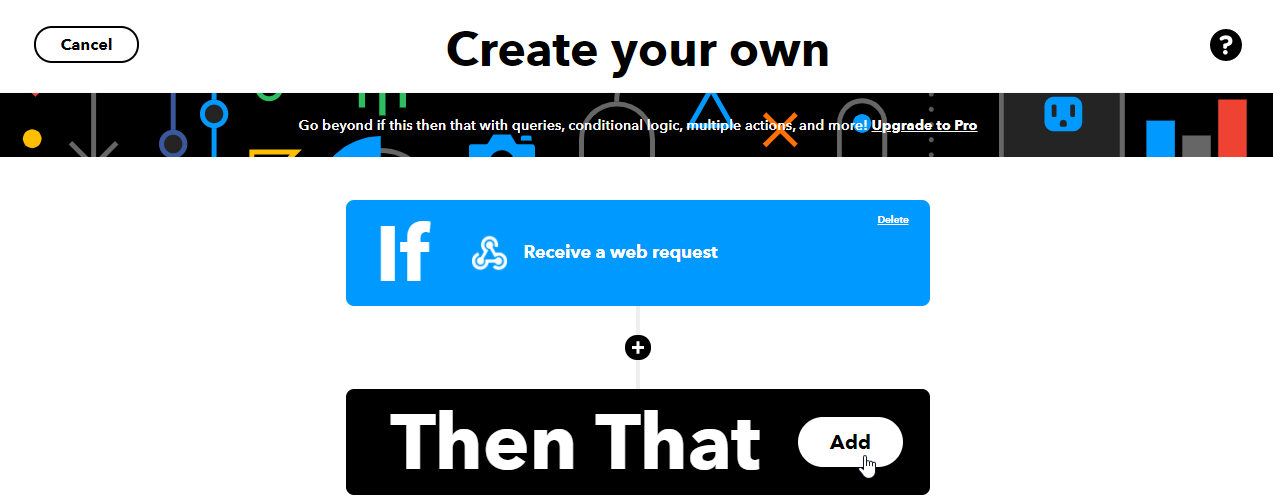 Cancel
Create your own
?
Go beyond if this then that with queries, conditional logic, multiple actions, and more! Upgrade to Pro
Delete
If
Receive a web request
Then That
Add